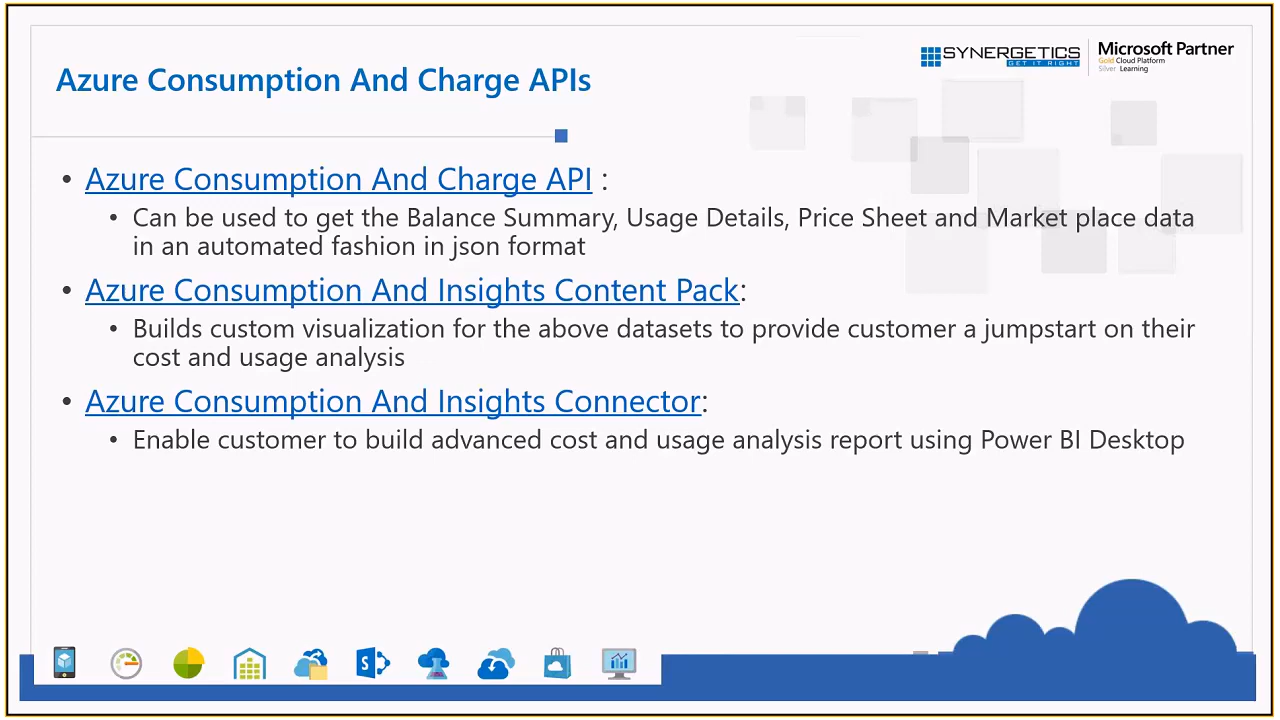 SYNERGETICS
GET IT RIGHT
Microsoft Partner
Gold Cloud Platform
Silver Learning
Azure Consumption And Charge APIs
• Azure Consumption And Charge API :
• Can be used to get the Balance Summary, Usage Details, Price Sheet and Market place data
in an automated fashion in json format
• Azure Consumption And Insights Content Pack:
• Builds custom visualization for the above datasets to provide customer a jumpstart on their
cost and usage analysis
• Azure Consumption And Insights Connector:
• Enable customer to build advanced cost and usage analysis report using Power BI Desktop
S